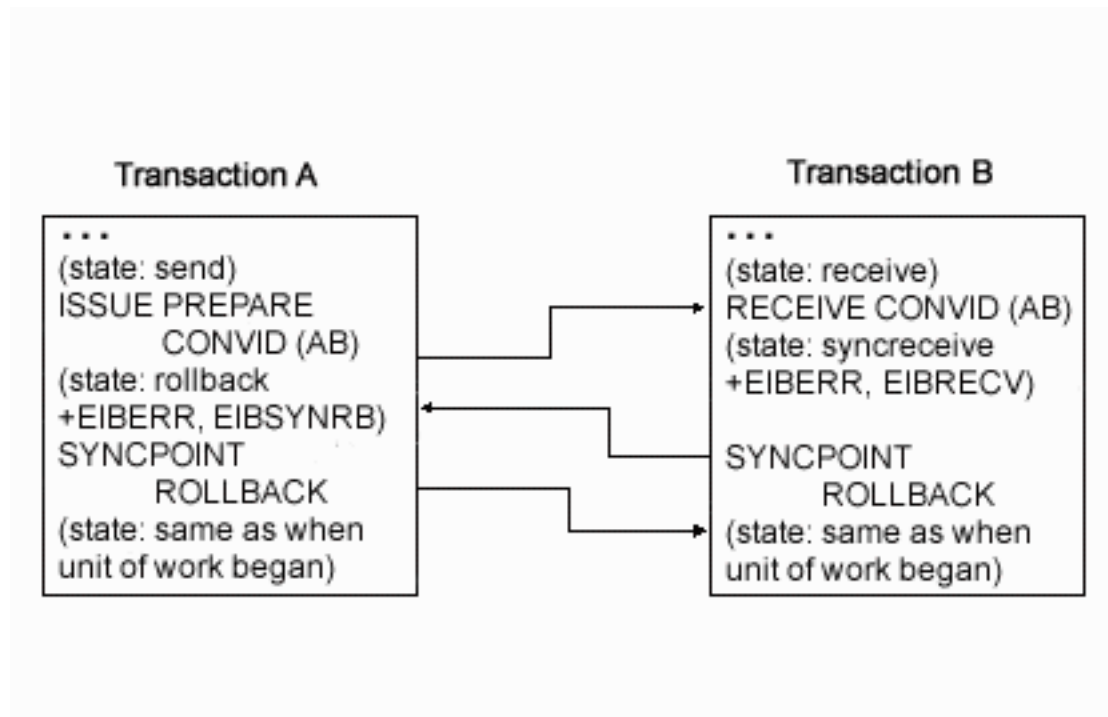 Transaction A
...
(state: send)
ISSUE PREPARE
CONVID (AB)
(state: rollback
+EIBERR, EIBSYNRB)
SYNCPOINT
ROLLBACK
(state: same as when
unit of work began)
Transaction B
...
(state: receive)
RECEIVE CONVID (AB)
(state: syncreceive
+EIBERR, EIBRECV)
SYNCPOINT
ROLLBACK
(state: same as when
unit of work began)